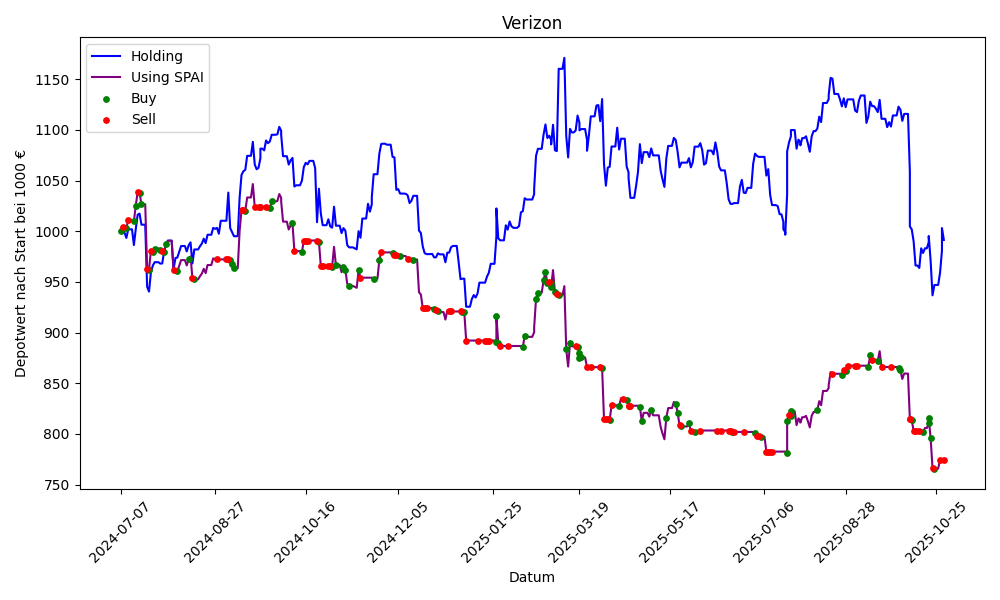 Verizon
Holding
Using SPAI
Buy
Sell
Depotwert nach Start bei 1000 €
1150
1100
1050
1000
950
900
850
800
750
2024-07-07
2024-08-27
2024-10-16
2024-12-05
2025-01-25
2025-03-19
2025-05-17
2025-07-06
2025-08-28
2025-10-25
Datum